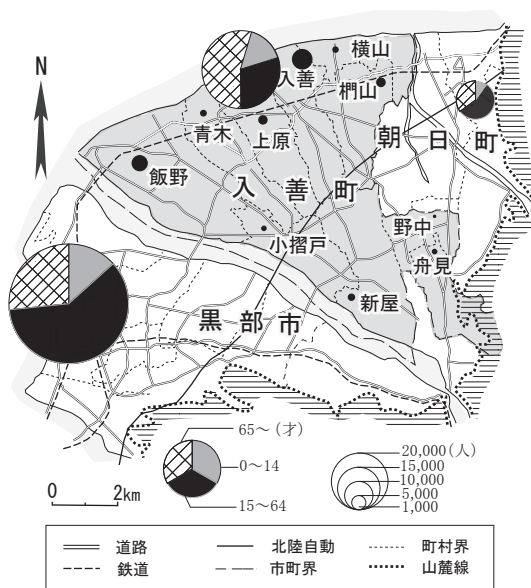 N
横山
入善
椚山
青木
上原
朝日町
飯野
入善町
小摺戸
野中
舟見
新屋
黒部市
65〜(才)
0〜14
15〜64
20,000(人)
15,000
10,000
5,000
1,000
0 2km
道路 北陸自動 町村界
鉄道 市町界 山麓線